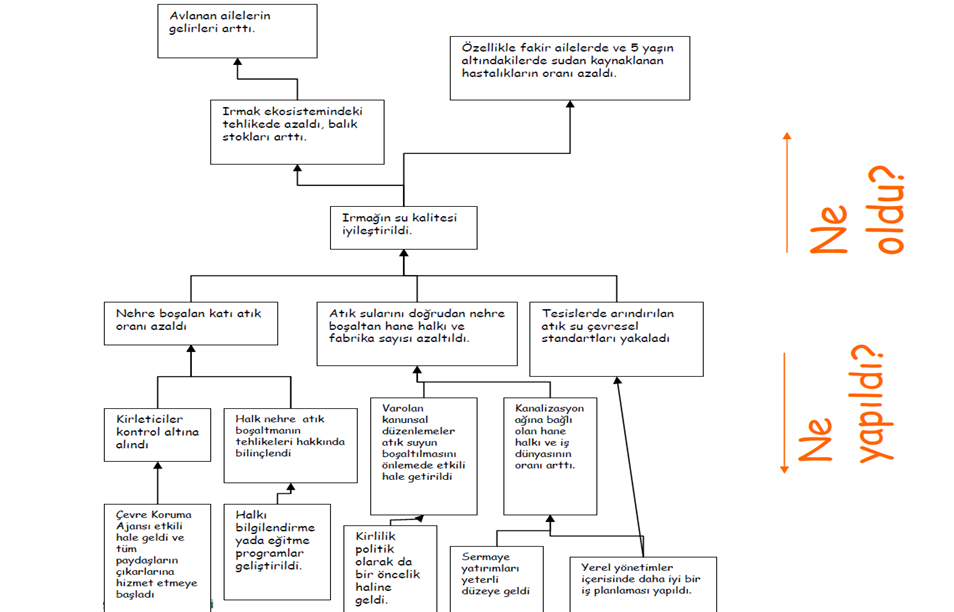 Avlanan ailelerin
gelirleri arttı.
Özellikle fakir ailelerde ve 5 yaşın
altındakilerde sudan kaynaklanan
hastalıkların oranı azaldı.
Irmak ekosistemindeki
tehlikede azaldı, balık
stokları arttı.
Irmağın su kalitesi
iyileştirildi.
Ne
oldu?
Nehre boşalan katı atık
oranı azaldı
Atık sularını doğrudan nehre
boşaltan hane halkı ve
fabrika sayısı azaltıldı.
Tesislerde arındırılan
atık su çevresel
standartları yakaladı
Ne
yapıldı?
Kirleticiler
kontrol altına
alındı
Halk nehre atık
boşaltmanın
tehlikeleri hakkında
bilinçlendi
Varolan
kanunsal
düzenlemeler
atık suyun
boşaltılmasını
önlemede etkili
hale getirildi
Kanalizasyon
ağına bağlı
olan hane
halkı ve iş
dünyasının
oranı arttı.
Çevre Koruma
Ajansı etkili
hale geldi ve
tüm
paydaşların
çıkarlarına
hizmet etmeye
başladı
Halkı
bilgilendirme
yada eğitme
programlar
geliştirildi.
Kirlilik
politik
olarak da
bir öncelik
haline
geldi.
Sermaye
yatırımları
yeterli
düzeye geldi
Yerel yönetimler
içerisinde daha iyi bir
iş planlaması yapıldı.